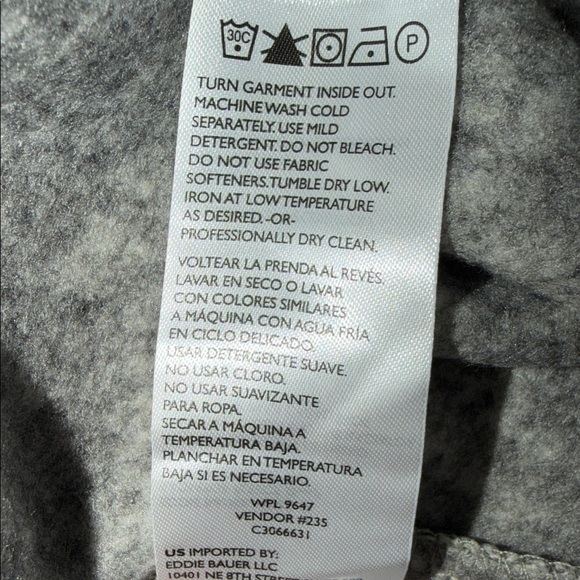 30C P
TURN GARMENT INSIDE OUT.
MACHINE WASH COLD
SEPARATELY. USE MILD
DETERGENT. DO NOT BLEACH.
DO NOT USE FABRIC
SOFTENERS. TUMBLE DRY LOW.
IRON AT LOW TEMPERATURE
AS DESIRED. -OR-
PROFESSIONALLY DRY CLEAN.
VOLTEAR LA PRENDA AL REVÉS.
LAVAR EN SECO O LAVAR
CON COLORES SIMILARES
A MÁQUINA CON AGUA FRÍA
EN CICLO DELICADO.
USAR DETERGENTE SUAVE.
NO USAR CLORO.
NO USAR SUAVIZANTE
PARA ROPA.
SECAR A MÁQUINA A
TEMPERATURA BAJA.
PLANCHAR EN TEMPERATURA
BAJA SI ES NECESARIO.
WPL 9647
VENDOR #235
C3066631
US IMPORTED BY:
EDDIE BAUER LLC
10401 NE 8TH STREET